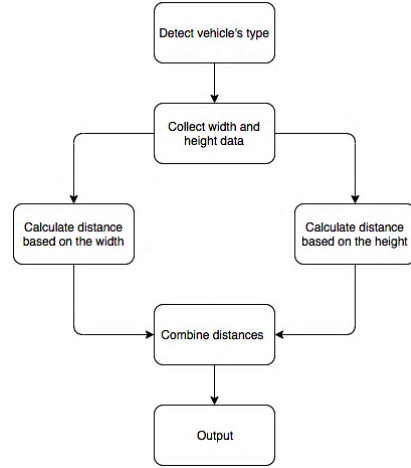 Detect vehicle's type
Collect width and
height data
Calculate distance
based on the width
Calculate distance
based on the height
Combine distances
Output